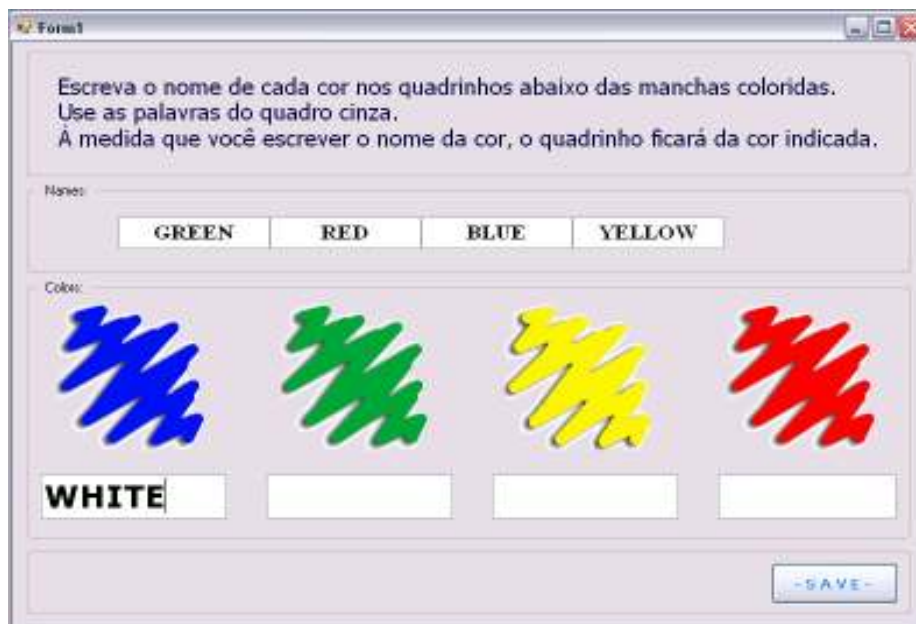 Form1
Escreva o nome de cada cor nos quadrinhos abaixo das manchas coloridas.
Use as palavras do quadro cinza.
À medida que você escrever o nome da cor, o quadrinho ficará da cor indicada.
Names:
GREEN RED BLUE YELLOW
Colors:
WHITE
-SAVE-